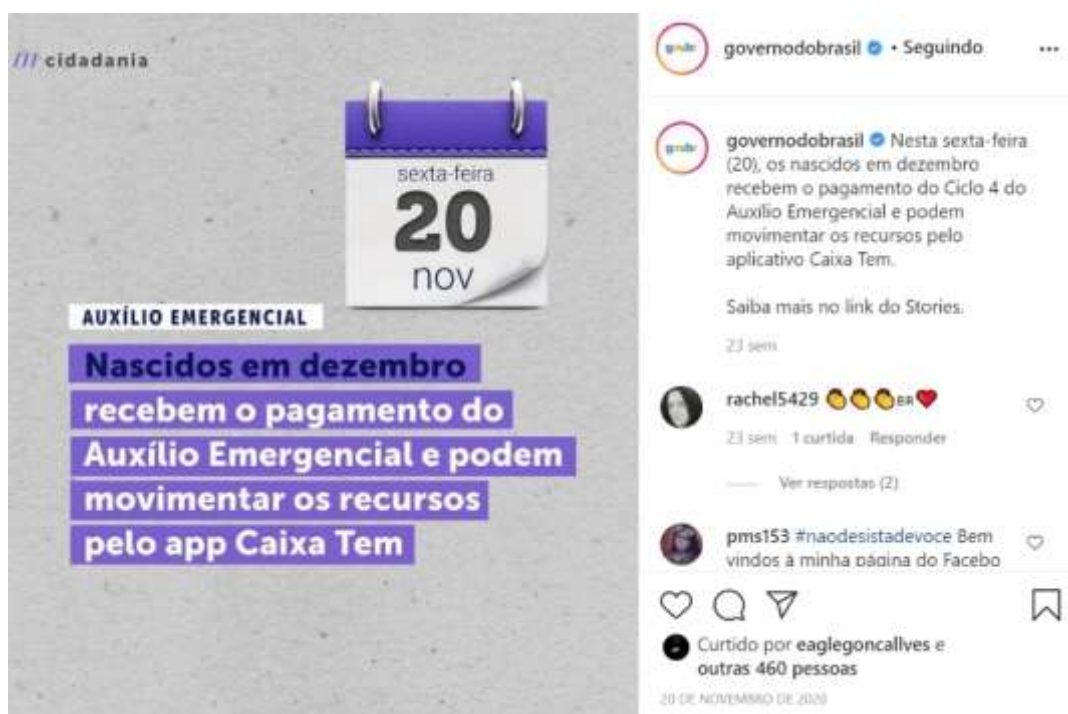 cidadania
sexta-feira
20
nov
AUXÍLIO EMERGENCIAL
Nascidos em dezembro
recebem o pagamento do
Auxílio Emergencial e podem
movimentar os recursos
pelo app Caixa Tem
governodobrasil • Seguindo
governodobrasil Nesta sexta-feira
(20), os nascidos em dezembro
recebem o pagamento do Ciclo 4 do
Auxílio Emergencial e podem
movimentar os recursos pelo
aplicativo Caixa Tem.
Saiba mais no link do Stories.
23 sem
rachel5429 BR
23 sem 1 curtida Responder
Ver respostas (2)
pms153 #naodesistadevoce Bem
vindos à minha página do Facebo
Curtido por eaglegoncallves e
outras 460 pessoas
20 DE NOVEMBRO DE 2020